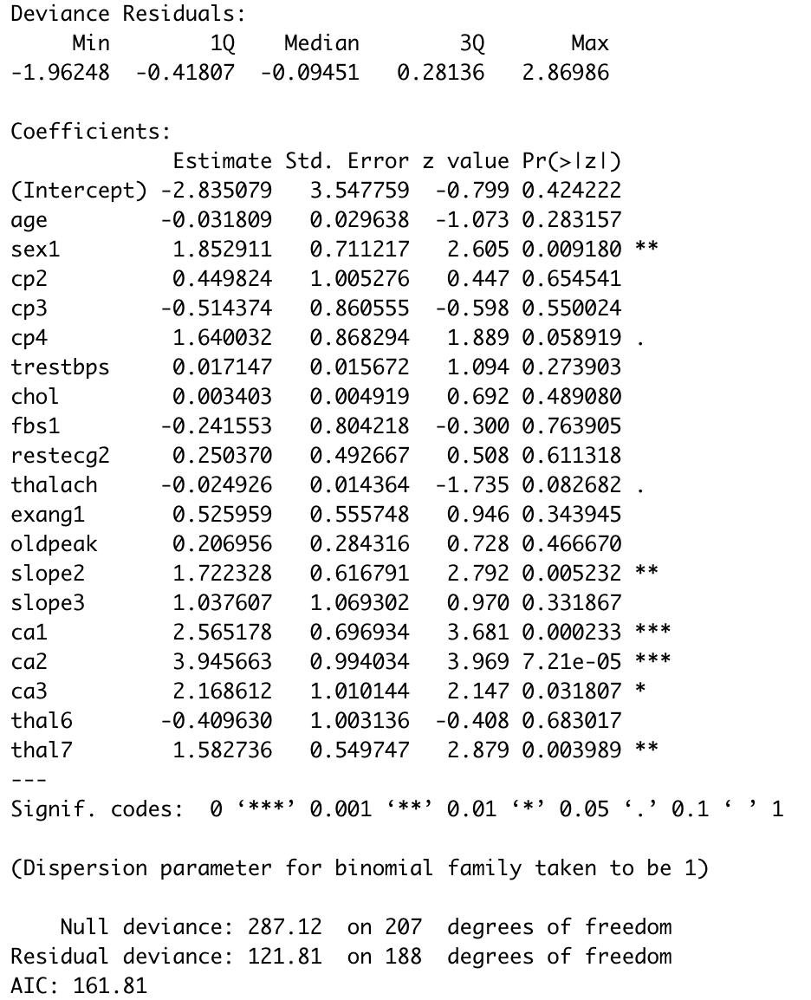 Deviance Residuals:
     Min        1Q    Median        3Q       Max
-1.96248  -0.41807  -0.09451   0.28136   2.86986

Coefficients:
             Estimate Std. Error z value Pr(>|z|)
(Intercept) -2.835079   3.547759  -0.799 0.424222
age         -0.031809   0.029638  -1.073 0.283157
sex1         1.852911   0.711217   2.605 0.009180 **
cp2          0.449824   1.005276   0.447 0.654541
cp3         -0.514374   0.860555  -0.598 0.550024
cp4          1.640032   0.868294   1.889 0.058919 .
trestbps     0.017147   0.015672   1.094 0.273903
chol         0.003403   0.004919   0.692 0.489080
fbs1        -0.241553   0.804218  -0.300 0.763905
restecg2     0.250370   0.492667   0.508 0.611318
thalach     -0.024926   0.014364  -1.735 0.082682 .
exang1       0.525959   0.555748   0.946 0.343945
oldpeak      0.206956   0.284316   0.728 0.466670
slope2       1.722328   0.616791   2.792 0.005232 **
slope3       1.037607   1.069302   0.970 0.331867
ca1          2.565178   0.696934   3.681 0.000233 ***
ca2          3.945663   0.994034   3.969 7.21e-05 ***
ca3          2.168612   1.010144   2.147 0.031807 *
thal6       -0.409630   1.003136  -0.408 0.683017
thal7        1.582736   0.549747   2.879 0.003989 **
---
Signif. codes:  0 ‘***’ 0.001 ‘**’ 0.01 ‘*’ 0.05 ‘.’ 0.1 ‘ ’ 1

(Dispersion parameter for binomial family taken to be 1)

    Null deviance: 287.12  on 207  degrees of freedom
Residual deviance: 121.81  on 188  degrees of freedom
AIC: 161.81